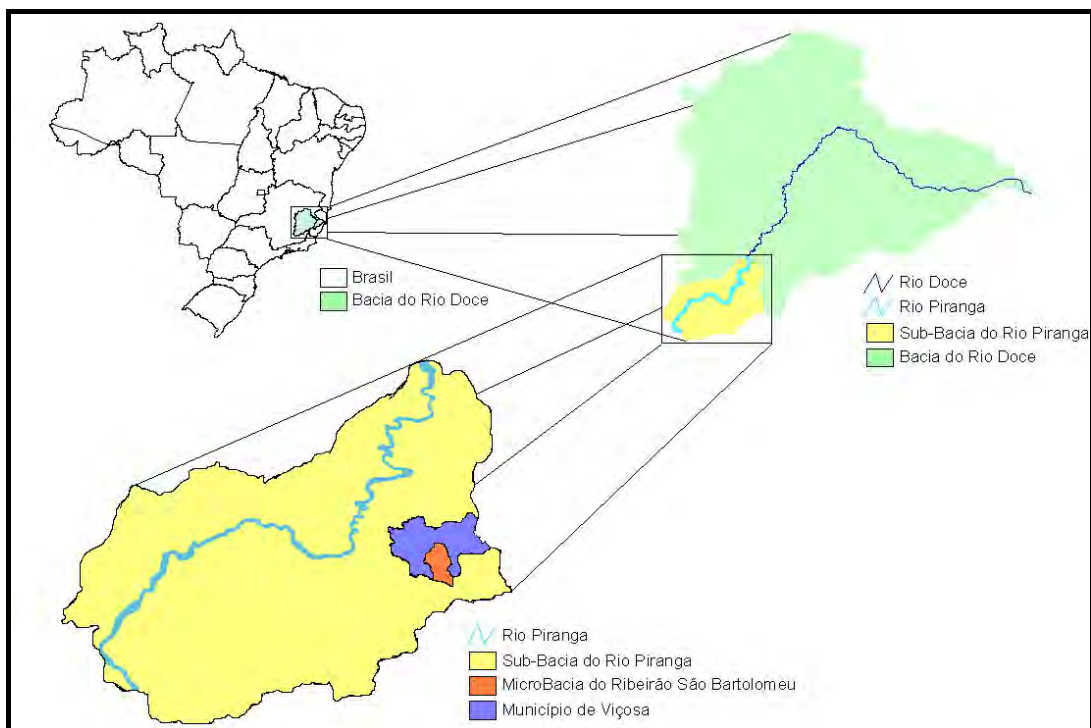 Brasil
Bacia do Rio Doce
Rio Doce
Rio Piranga
Sub-Bacia do Rio Piranga
Bacia do Rio Doce
Rio Piranga
Sub-Bacia do Rio Piranga
MicroBacia do Ribeirão São Bartolomeu
Município de Viçosa